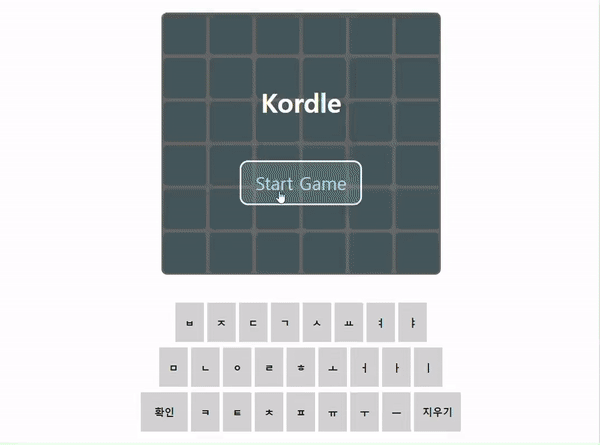 Kordle
Start Game
ㅂ ㅈ ㄷ ㄱ ㅅ ㅛ ㅕ ㅑ
ㅁ ㄴ ㅇ ㄹ ㅎ ㅗ ㅓ ㅏ ㅣ
확인 ㅋ ㅌ ㅊ ㅍ ㅠ ㅜ ㅡ 지우기